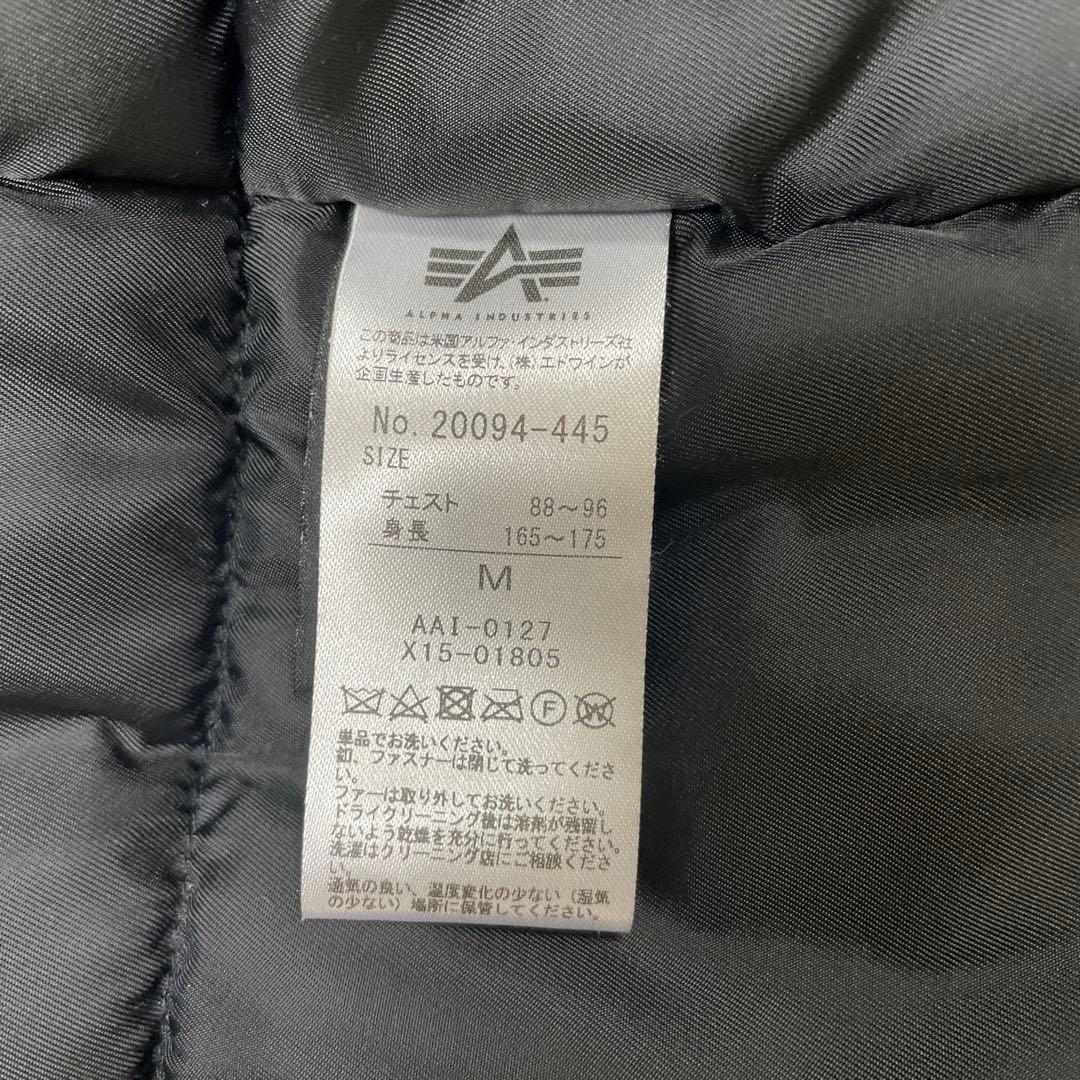 ALPHA INDUSTRIES
この商品は米国アルファ・インダストリーズ社
よりライセンスを受け、(株)エドウインが
企画生産したものです。
No. 20094-445
SIZE
チェスト 88～96
身長 165～175
M
AAI-0127
X15-01805
F W
単品でお洗いください。
釦、ファスナーは閉じて洗ってくださ
い。
ファーは取り外してお洗いください。
ドライクリーニング後は溶剤が残留し
ないよう乾燥を充分に行ってください。
洗濯はクリーニング店にご相談くださ
い。
通気の良い、温度変化の少ない（湿気
の少ない）場所に保管してください。